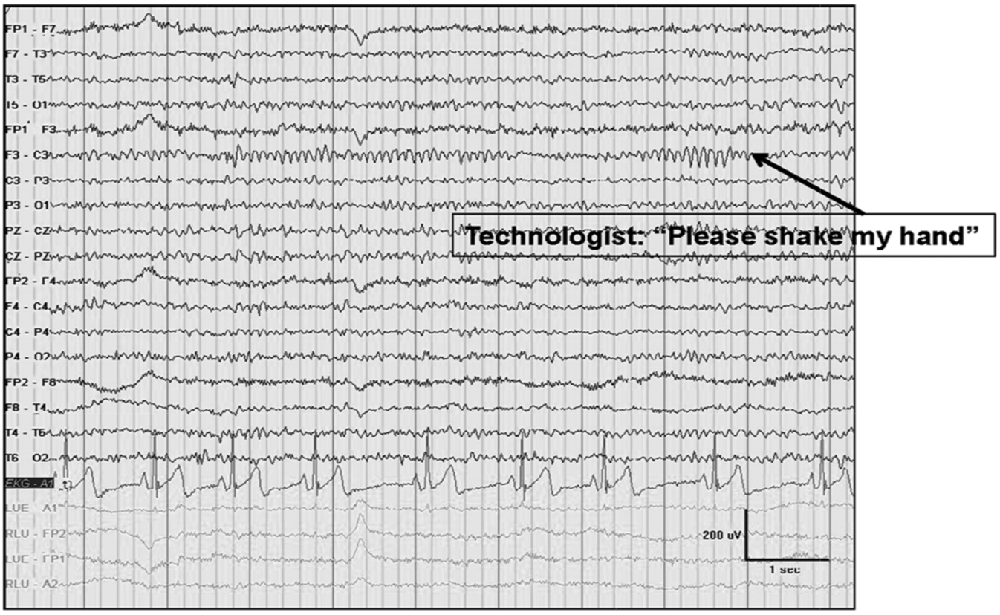 FP1 - F7
F7 - T3
T3 - T5
T5 - O1
FP1 F3
F3 - C3
C3 - P3
P3 - O1
PZ - CZ
Technologist: “Please shake my hand”
CZ - PZ
FP2 - F4
F4 - C4
C4 - P4
P4 - O2
FP2 - F8
F8 - T4
T4 - T6
T6 O2
EKG - A1
LUE A1
RLU - FP2
200 uV
LUE - FP1
1 sec
RLU - A2